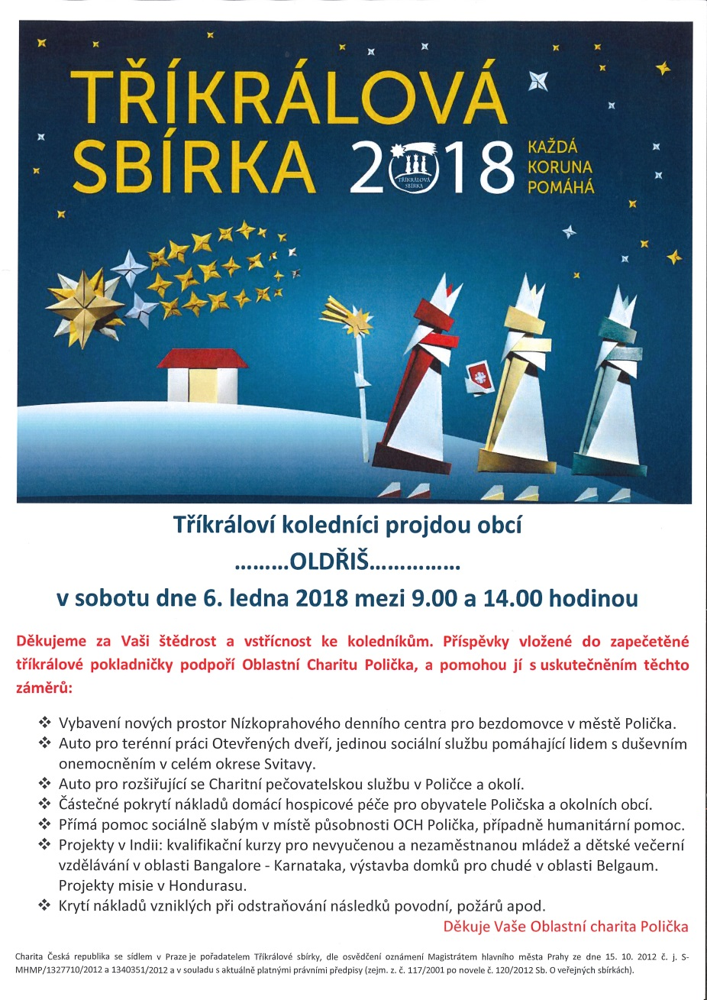 TŘÍKRÁLOVÁ
SBÍRKA 2018
TŘÍKRÁLOVÁ
SBÍRKA
KAŽDÁ
KORUNA
POMÁHÁ
Tříkráloví koledníci projdou obcí
………OLDŘIŠ……………
v sobotu dne 6. ledna 2018 mezi 9.00 a 14.00 hodinou
Děkujeme za Vaši štědrost a vstřícnost ke koledníkům. Příspěvky vložené do zapečetěné
tříkrálové pokladničky podpoří Oblastní Charitu Polička, a pomohou jí s uskutečněním těchto
záměrů:
❖ Vybavení nových prostor Nízkoprahového denního centra pro bezdomovce v městě Polička.
❖ Auto pro terénní práci Otevřených dveří, jedinou sociální službu pomáhající lidem s duševním
onemocněním v celém okrese Svitavy.
❖ Auto pro rozšiřující se Charitní pečovatelskou službu v Poličce a okolí.
❖ Částečné pokrytí nákladů domácí hospicové péče pro obyvatele Poličska a okolních obcí.
❖ Přímá pomoc sociálně slabým v místě působnosti OCH Polička, případně humanitární pomoc.
❖ Projekty v Indii: kvalifikační kurzy pro nevyučenou a nezaměstnanou mládež a dětské večerní
vzdělávání v oblasti Bangalore - Karnataka, výstavba domků pro chudé v oblasti Belgaum.
Projekty misie v Hondurasu.
❖ Krytí nákladů vzniklých při odstraňování následků povodní, požárů apod.
Děkuje Vaše Oblastní charita Polička
Charita Česká republika se sídlem v Praze je pořadatelem Tříkrálové sbírky, dle osvědčení oznámení Magistrátem hlavního města Prahy ze dne 15. 10. 2012 č. j. S-
MHMP/1327710/2012 a 1340351/2012 a v souladu s aktuálně platnými právními předpisy (zejm. z. č. 117/2001 po novele č. 120/2012 Sb. O veřejných sbírkách).